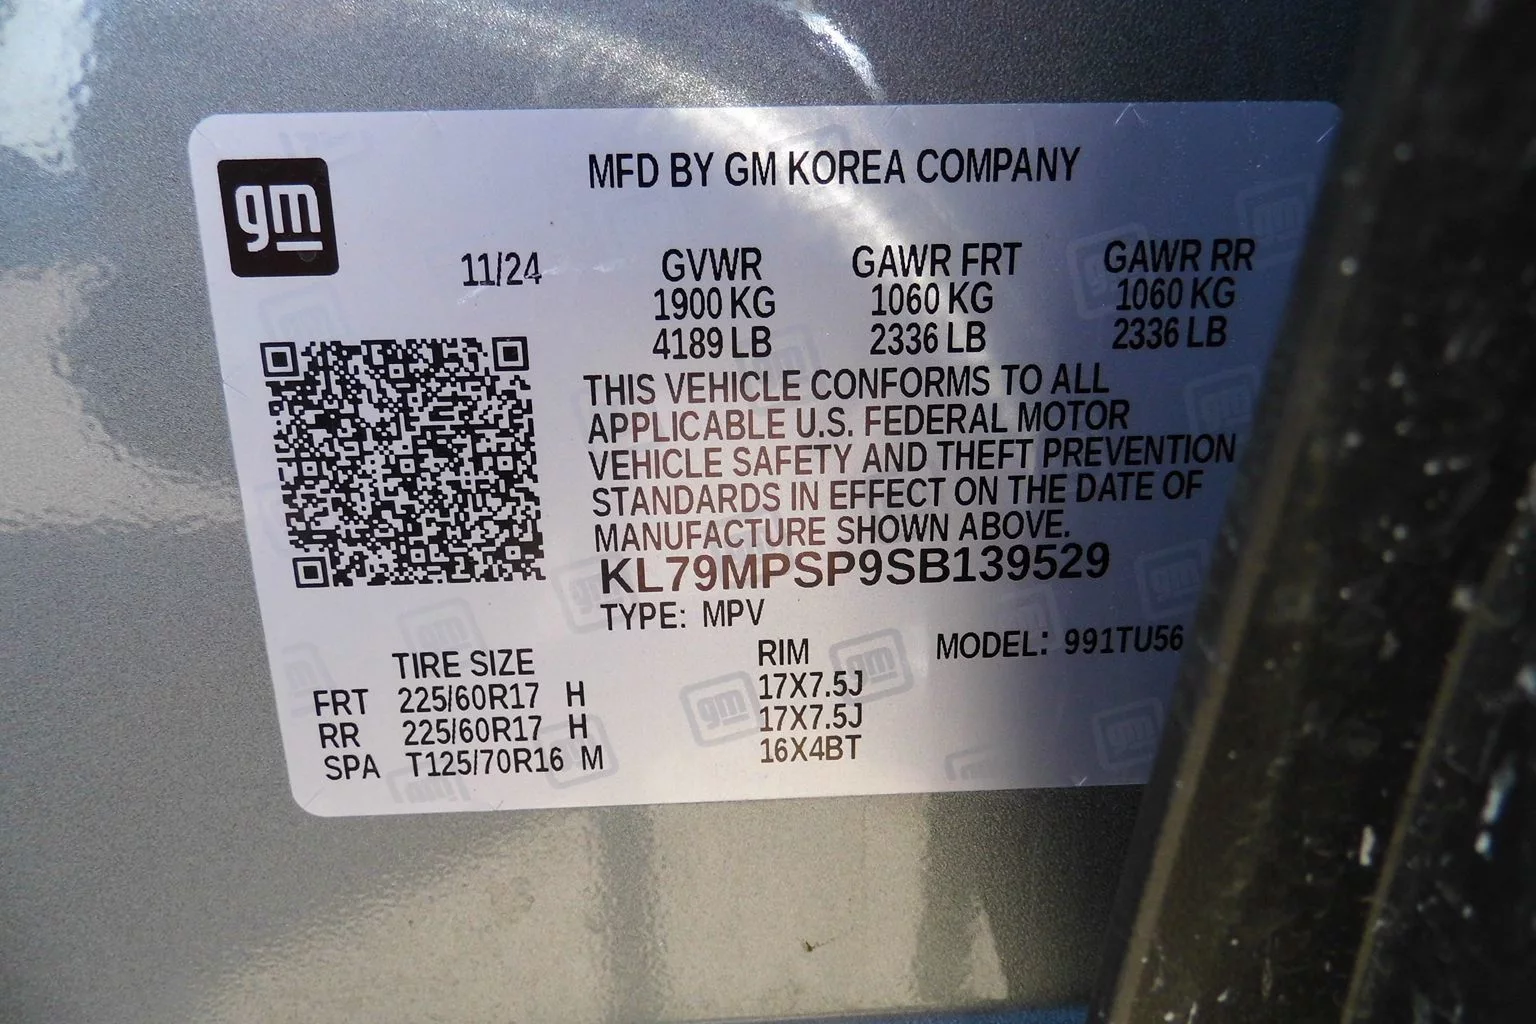 gm
MFD BY GM KOREA COMPANY
11/24 GVWR GAWR FRT GAWR RR
1900 KG 1060 KG 1060 KG
4189 LB 2336 LB 2336 LB
THIS VEHICLE CONFORMS TO ALL
APPLICABLE U.S. FEDERAL MOTOR
VEHICLE SAFETY AND THEFT PREVENTION
STANDARDS IN EFFECT ON THE DATE OF
MANUFACTURE SHOWN ABOVE.
KL79MPSP9SB139529
TYPE: MPV
TIRE SIZE RIM MODEL: 991TU56
FRT 225/60R17 H 17X7.5J
RR 225/60R17 H 17X7.5J
SPA T125/70R16 M 16X4BT